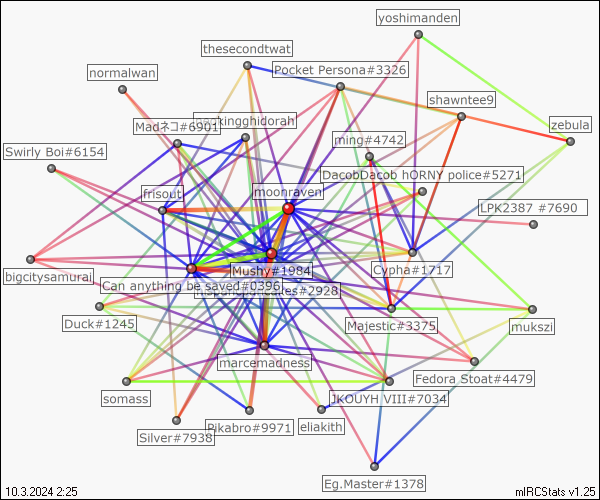 yoshimanden
thesecondtwat
normalwan
Pocket Persona#3326
shawntee9
zebula
Madネコ#6901
kingghidorah
ming#4742
Swirly Boi#6154
DacobDacob hORNY police#5271
frisout
moonraven
LPK2387 #7690
Mushy#1984
Cypha#1717
bigcitysamurai
Can anything be saved#0396
#2928
Duck#1245
Majestic#3375
mukszi
marcemadness
Fedora Stoat#4479
somass
JKOUYH VIII#7034
Silver#7938
Pikabro#9971
eliakith
Eg.Master#1378
10.3.2024 2:25
mIRCStats v1.25